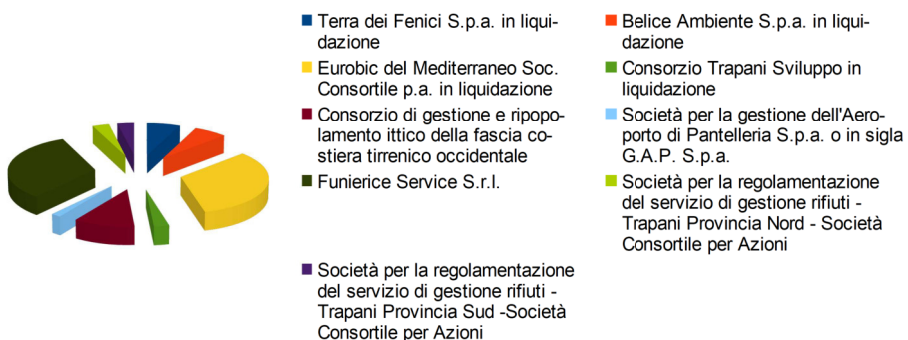 Terra dei Fenici S.p.a. in liqui-
dazione
Belice Ambiente S.p.a. in liqui-
dazione
Eurobic del Mediterraneo Soc.
Consortile p.a. in liquidazione
Consorzio Trapani Sviluppo in
liquidazione
Consorzio di gestione e ripopo-
lamento ittico della fascia co-
stiera tirrenico occidentale
Società per la gestione dell'Aero-
porto di Pantelleria S.p.a. o in sigla
G.A.P. S.p.a.
Funierice Service S.r.l.
Società per la regolamentazione
del servizio di gestione rifiuti -
Trapani Provincia Nord - Società
Consortile per Azioni
Società per la regolamentazione
del servizio di gestione rifiuti -
Trapani Provincia Sud -Società
Consortile per Azioni